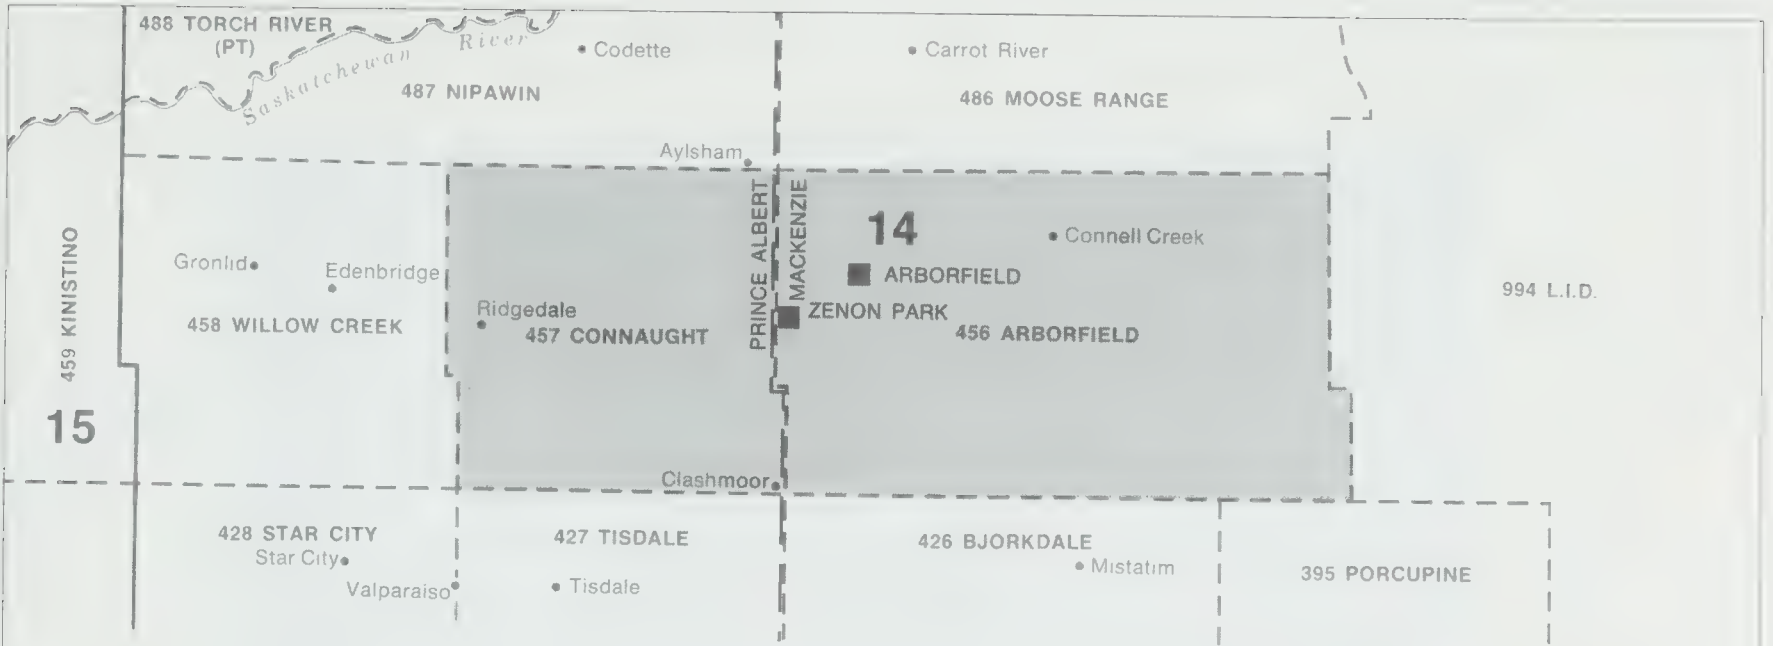 488 TORCH RIVER
(PT)
Saskatchewan River
Codette
Carrot River
487 NIPAWIN
486 MOOSE RANGE
Aylsham
PRINCE ALBERT
MACKENZIE
14
Connell Creek
459 KINISTINO
Gronlid
Edenbridge
ARBORFIELD
994 L.I.D.
Ridgedale
ZENON PARK
458 WILLOW CREEK
457 CONNAUGHT
456 ARBORFIELD
15
Clashmoor
428 STAR CITY
427 TISDALE
426 BJORKDALE
Star City
Mistatim
395 PORCUPINE
Valparaiso
Tisdale